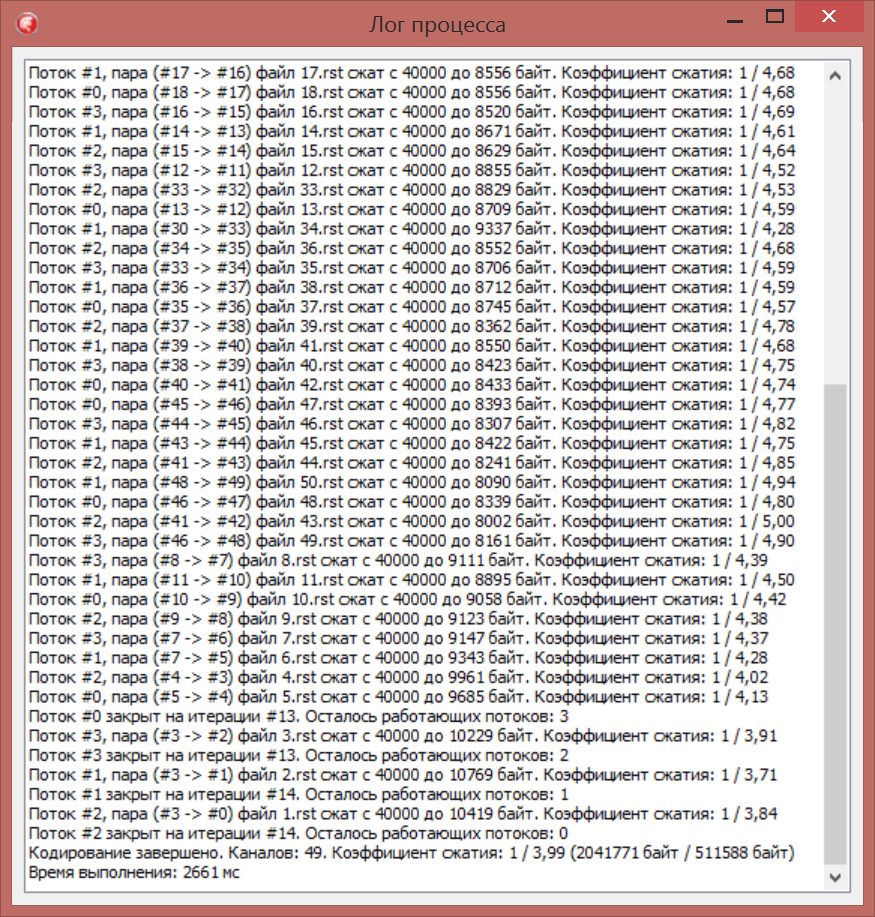 Лог процесса
Поток #1, пара (#17 -> #16) файл 17.rst сжат с 40000 до 8556 байт. Коэффициент сжатия: 1 / 4,68
Поток #0, пара (#18 -> #17) файл 18.rst сжат с 40000 до 8556 байт. Коэффициент сжатия: 1 / 4,68
Поток #3, пара (#16 -> #15) файл 16.rst сжат с 40000 до 8520 байт. Коэффициент сжатия: 1 / 4,69
Поток #1, пара (#14 -> #13) файл 14.rst сжат с 40000 до 8671 байт. Коэффициент сжатия: 1 / 4,61
Поток #2, пара (#15 -> #14) файл 15.rst сжат с 40000 до 8629 байт. Коэффициент сжатия: 1 / 4,64
Поток #3, пара (#12 -> #11) файл 12.rst сжат с 40000 до 8855 байт. Коэффициент сжатия: 1 / 4,52
Поток #2, пара (#33 -> #32) файл 33.rst сжат с 40000 до 8829 байт. Коэффициент сжатия: 1 / 4,53
Поток #0, пара (#13 -> #12) файл 13.rst сжат с 40000 до 8709 байт. Коэффициент сжатия: 1 / 4,59
Поток #1, пара (#30 -> #33) файл 34.rst сжат с 40000 до 9337 байт. Коэффициент сжатия: 1 / 4,28
Поток #2, пара (#34 -> #35) файл 36.rst сжат с 40000 до 8552 байт. Коэффициент сжатия: 1 / 4,68
Поток #3, пара (#33 -> #34) файл 35.rst сжат с 40000 до 8706 байт. Коэффициент сжатия: 1 / 4,59
Поток #1, пара (#36 -> #37) файл 38.rst сжат с 40000 до 8712 байт. Коэффициент сжатия: 1 / 4,59
Поток #0, пара (#35 -> #36) файл 37.rst сжат с 40000 до 8745 байт. Коэффициент сжатия: 1 / 4,57
Поток #2, пара (#37 -> #38) файл 39.rst сжат с 40000 до 8362 байт. Коэффициент сжатия: 1 / 4,78
Поток #1, пара (#39 -> #40) файл 41.rst сжат с 40000 до 8550 байт. Коэффициент сжатия: 1 / 4,68
Поток #3, пара (#38 -> #39) файл 40.rst сжат с 40000 до 8423 байт. Коэффициент сжатия: 1 / 4,75
Поток #0, пара (#40 -> #41) файл 42.rst сжат с 40000 до 8433 байт. Коэффициент сжатия: 1 / 4,74
Поток #0, пара (#45 -> #46) файл 47.rst сжат с 40000 до 8393 байт. Коэффициент сжатия: 1 / 4,77
Поток #3, пара (#44 -> #45) файл 46.rst сжат с 40000 до 8307 байт. Коэффициент сжатия: 1 / 4,82
Поток #1, пара (#43 -> #44) файл 45.rst сжат с 40000 до 8422 байт. Коэффициент сжатия: 1 / 4,75
Поток #2, пара (#41 -> #43) файл 44.rst сжат с 40000 до 8241 байт. Коэффициент сжатия: 1 / 4,85
Поток #1, пара (#48 -> #49) файл 50.rst сжат с 40000 до 8090 байт. Коэффициент сжатия: 1 / 4,94
Поток #0, пара (#46 -> #47) файл 48.rst сжат с 40000 до 8339 байт. Коэффициент сжатия: 1 / 4,80
Поток #2, пара (#41 -> #42) файл 43.rst сжат с 40000 до 8002 байт. Коэффициент сжатия: 1 / 5,00
Поток #3, пара (#46 -> #48) файл 49.rst сжат с 40000 до 8161 байт. Коэффициент сжатия: 1 / 4,90
Поток #3, пара (#8 -> #7) файл 8.rst сжат с 40000 до 9111 байт. Коэффициент сжатия: 1 / 4,39
Поток #1, пара (#11 -> #10) файл 11.rst сжат с 40000 до 8895 байт. Коэффициент сжатия: 1 / 4,50
Поток #0, пара (#10 -> #9) файл 10.rst сжат с 40000 до 9058 байт. Коэффициент сжатия: 1 / 4,42
Поток #2, пара (#9 -> #8) файл 9.rst сжат с 40000 до 9123 байт. Коэффициент сжатия: 1 / 4,38
Поток #3, пара (#7 -> #6) файл 7.rst сжат с 40000 до 9147 байт. Коэффициент сжатия: 1 / 4,37
Поток #1, пара (#7 -> #5) файл 6.rst сжат с 40000 до 9343 байт. Коэффициент сжатия: 1 / 4,28
Поток #2, пара (#4 -> #3) файл 4.rst сжат с 40000 до 9961 байт. Коэффициент сжатия: 1 / 4,02
Поток #0, пара (#5 -> #4) файл 5.rst сжат с 40000 до 9685 байт. Коэффициент сжатия: 1 / 4,13
Поток #0 закрыт на итерации #13. Осталось работающих потоков: 3
Поток #3, пара (#3 -> #2) файл 3.rst сжат с 40000 до 10229 байт. Коэффициент сжатия: 1 / 3,91
Поток #3 закрыт на итерации #13. Осталось работающих потоков: 2
Поток #1, пара (#3 -> #1) файл 2.rst сжат с 40000 до 10769 байт. Коэффициент сжатия: 1 / 3,71
Поток #1 закрыт на итерации #14. Осталось работающих потоков: 1
Поток #2, пара (#3 -> #0) файл 1.rst сжат с 40000 до 10419 байт. Коэффициент сжатия: 1 / 3,84
Поток #2 закрыт на итерации #14. Осталось работающих потоков: 0
Кодирование завершено. Каналов: 49. Коэффициент сжатия: 1 / 3,99 (2041771 байт / 511588 байт)
Время выполнения: 2661 мс